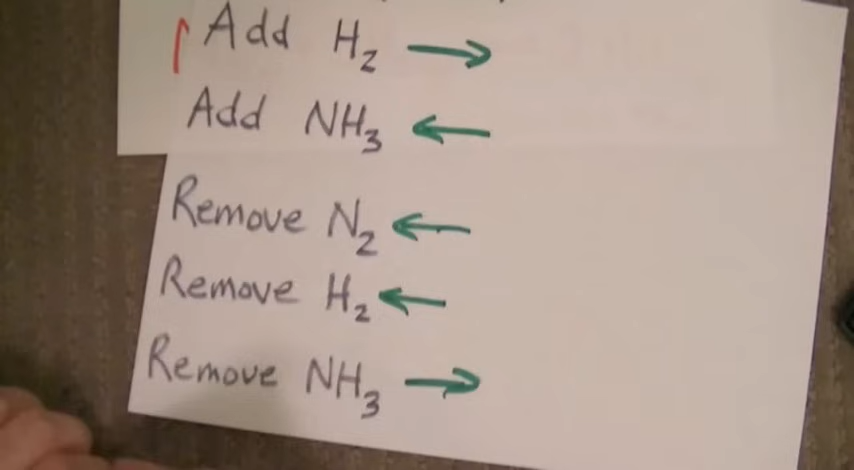 Add H₂ →
Add NH₃ ←
Remove N₂ ←
Remove H₂ ←
Remove NH₃ →